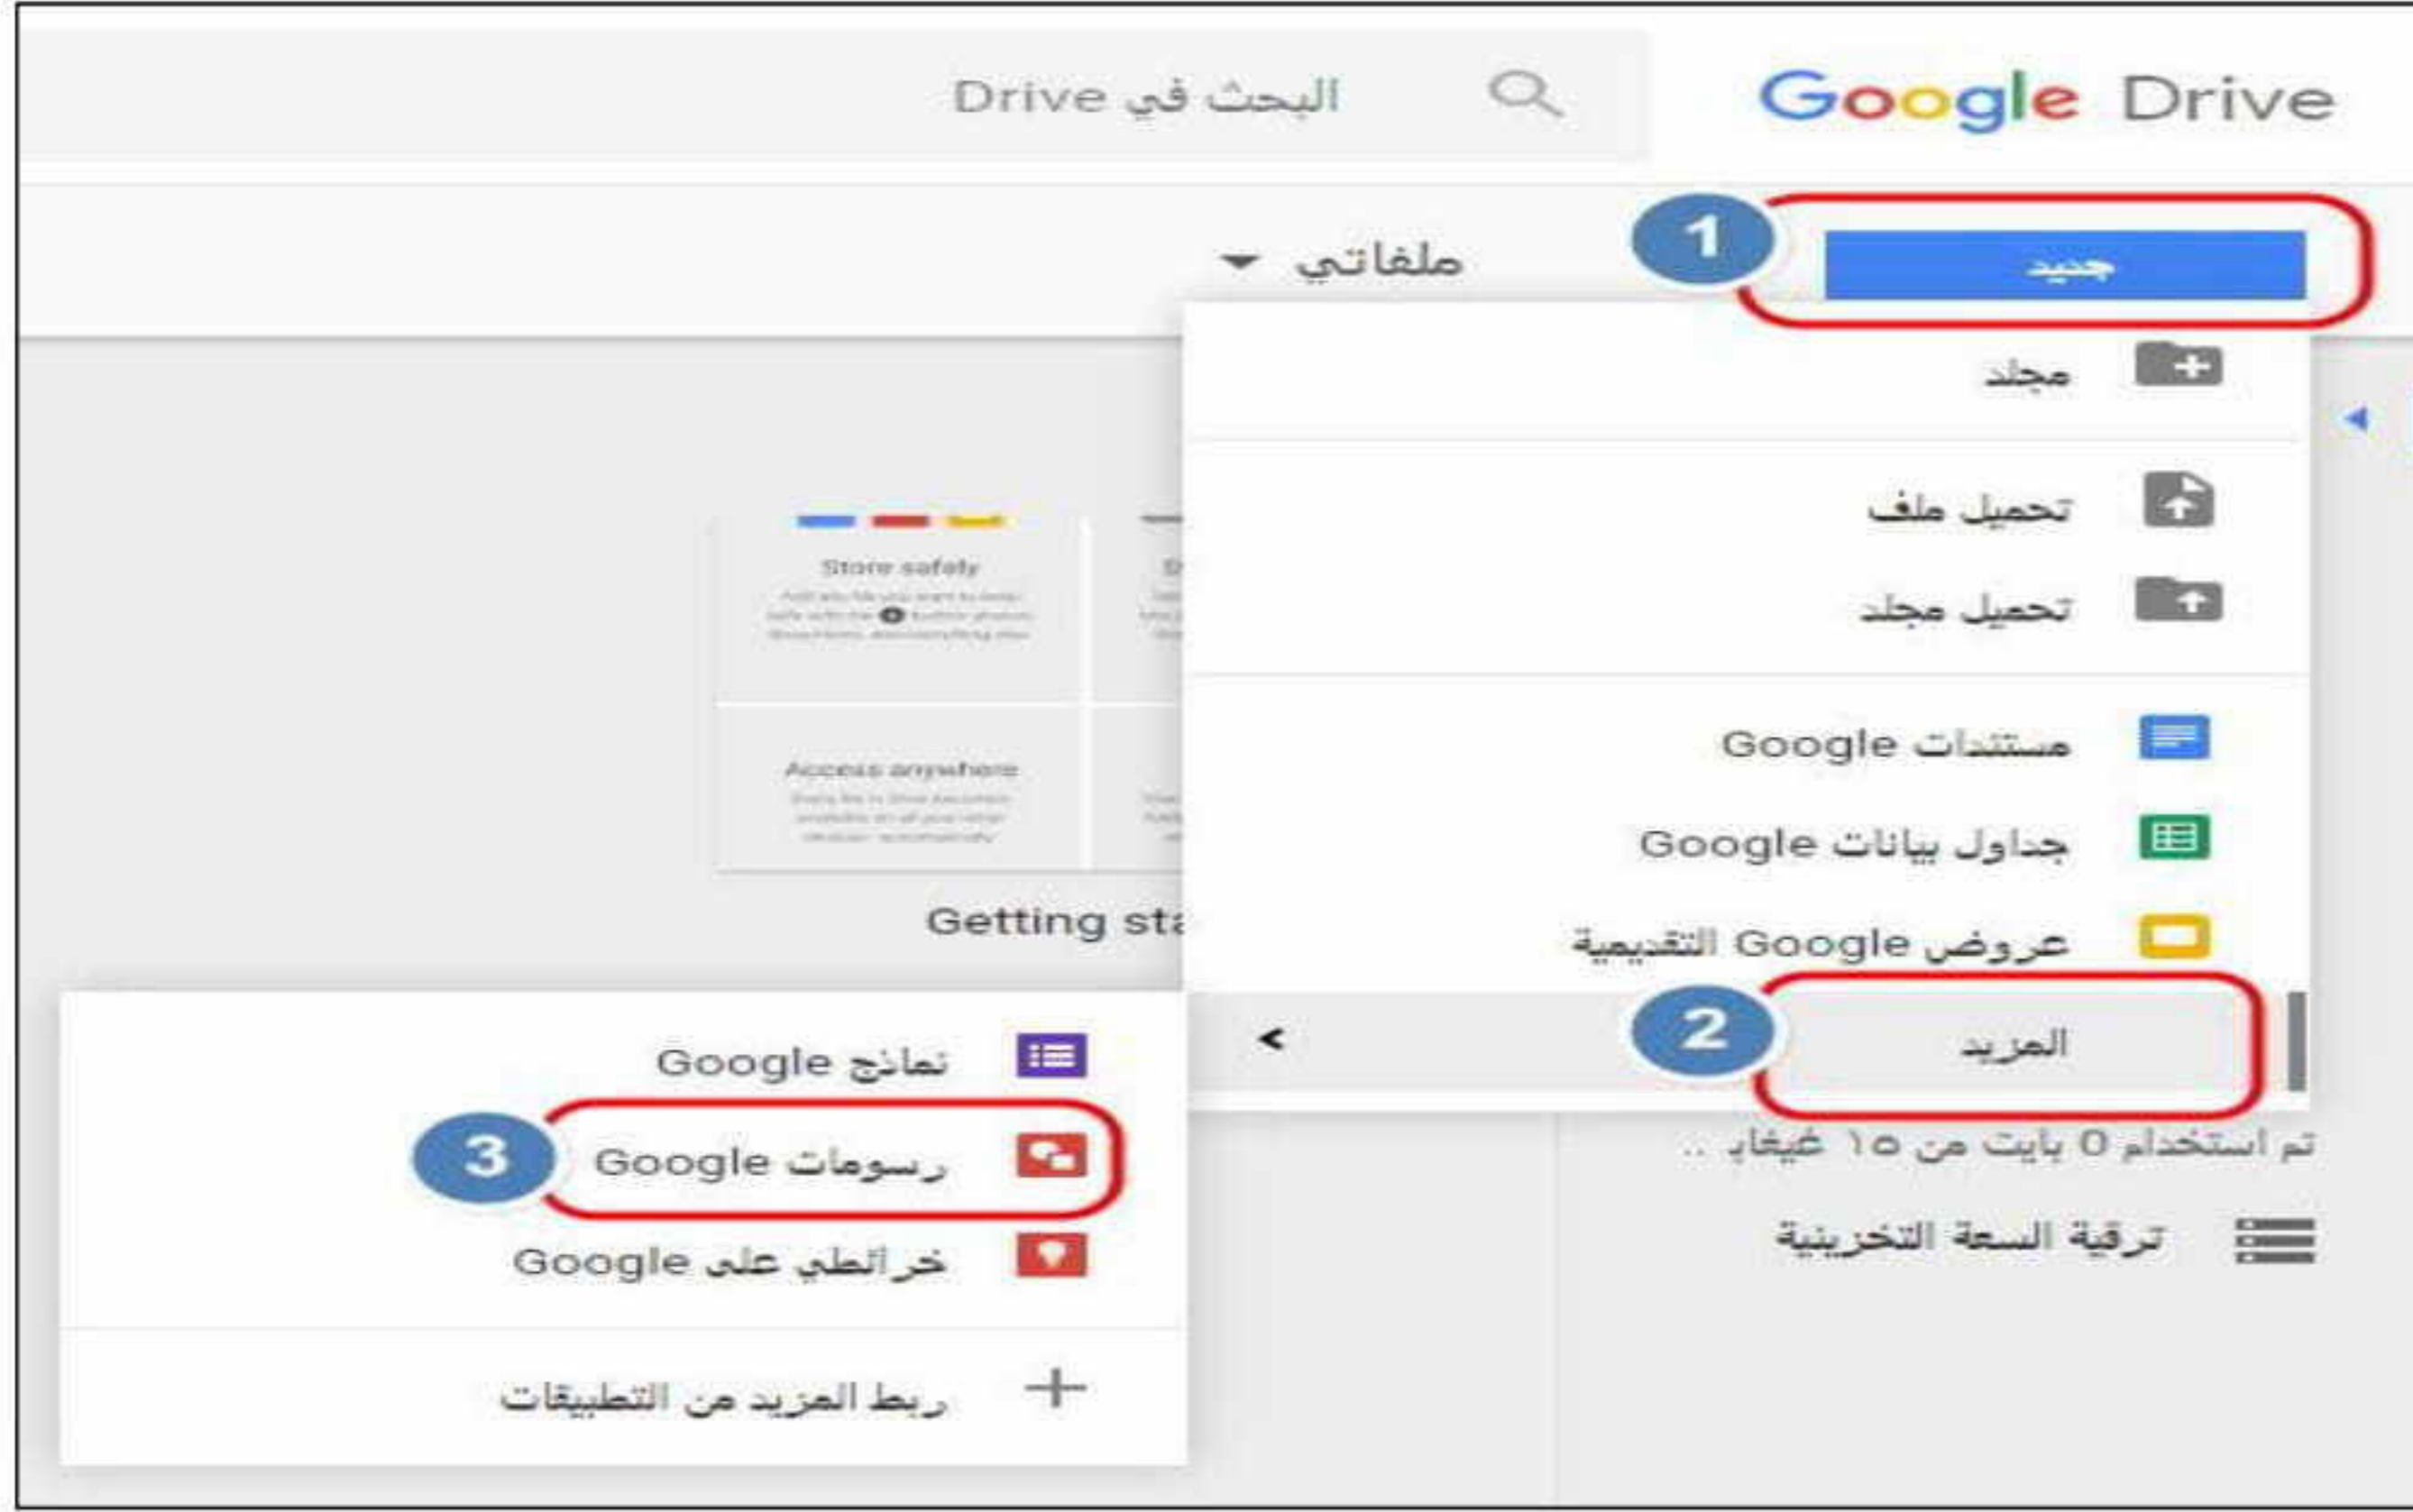 Google Drive
البحث في Drive
1
جديد
ملفاتي
مجلد
تحميل ملف
تحميل مجلد
مستندات Google
جداول بيانات Google
عروض Google التقديمية
2
المزيد
Store safely
Access anywhere
Getting sta
نماذج Google
3
رسومات Google
خرائطي على Google
ربط المزيد من التطبيقات
تم استخدام 0 بايت من ١٥ غيغابـ ..
ترقية السعة التخزينية